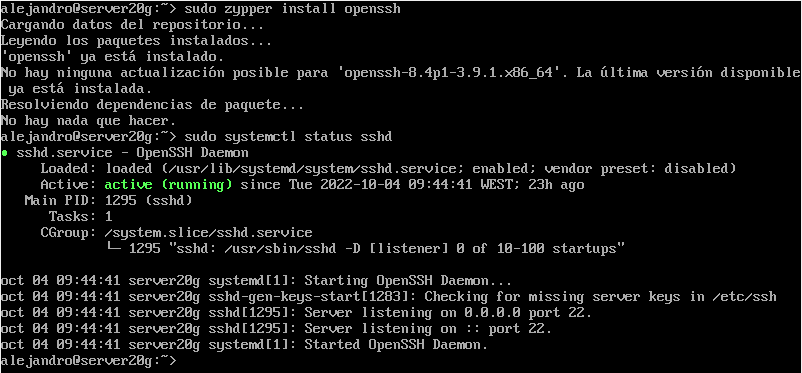 alejandro@server20g:~> sudo zypper install openssh
Cargando datos del repositorio...
Leyendo los paquetes instalados...
'openssh' ya está instalado.
No hay ninguna actualización posible para 'openssh-8.4p1-3.9.1.x86_64'. La última versión disponible
 ya está instalada.
Resolviendo dependencias de paquete...
No hay nada que hacer.
alejandro@server20g:~> sudo systemctl status sshd
● sshd.service - OpenSSH Daemon
     Loaded: loaded (/usr/lib/systemd/system/sshd.service; enabled; vendor preset: disabled)
     Active: active (running) since Tue 2022-10-04 09:44:41 WEST; 23h ago
   Main PID: 1295 (sshd)
      Tasks: 1
     CGroup: /system.slice/sshd.service
             └─ 1295 "sshd: /usr/sbin/sshd -D [listener] 0 of 10-100 startups"

oct 04 09:44:41 server20g systemd[1]: Starting OpenSSH Daemon...
oct 04 09:44:41 server20g sshd-gen-keys-start[1283]: Checking for missing server keys in /etc/ssh
oct 04 09:44:41 server20g sshd[1295]: Server listening on 0.0.0.0 port 22.
oct 04 09:44:41 server20g sshd[1295]: Server listening on :: port 22.
oct 04 09:44:41 server20g systemd[1]: Started OpenSSH Daemon.
alejandro@server20g:~>